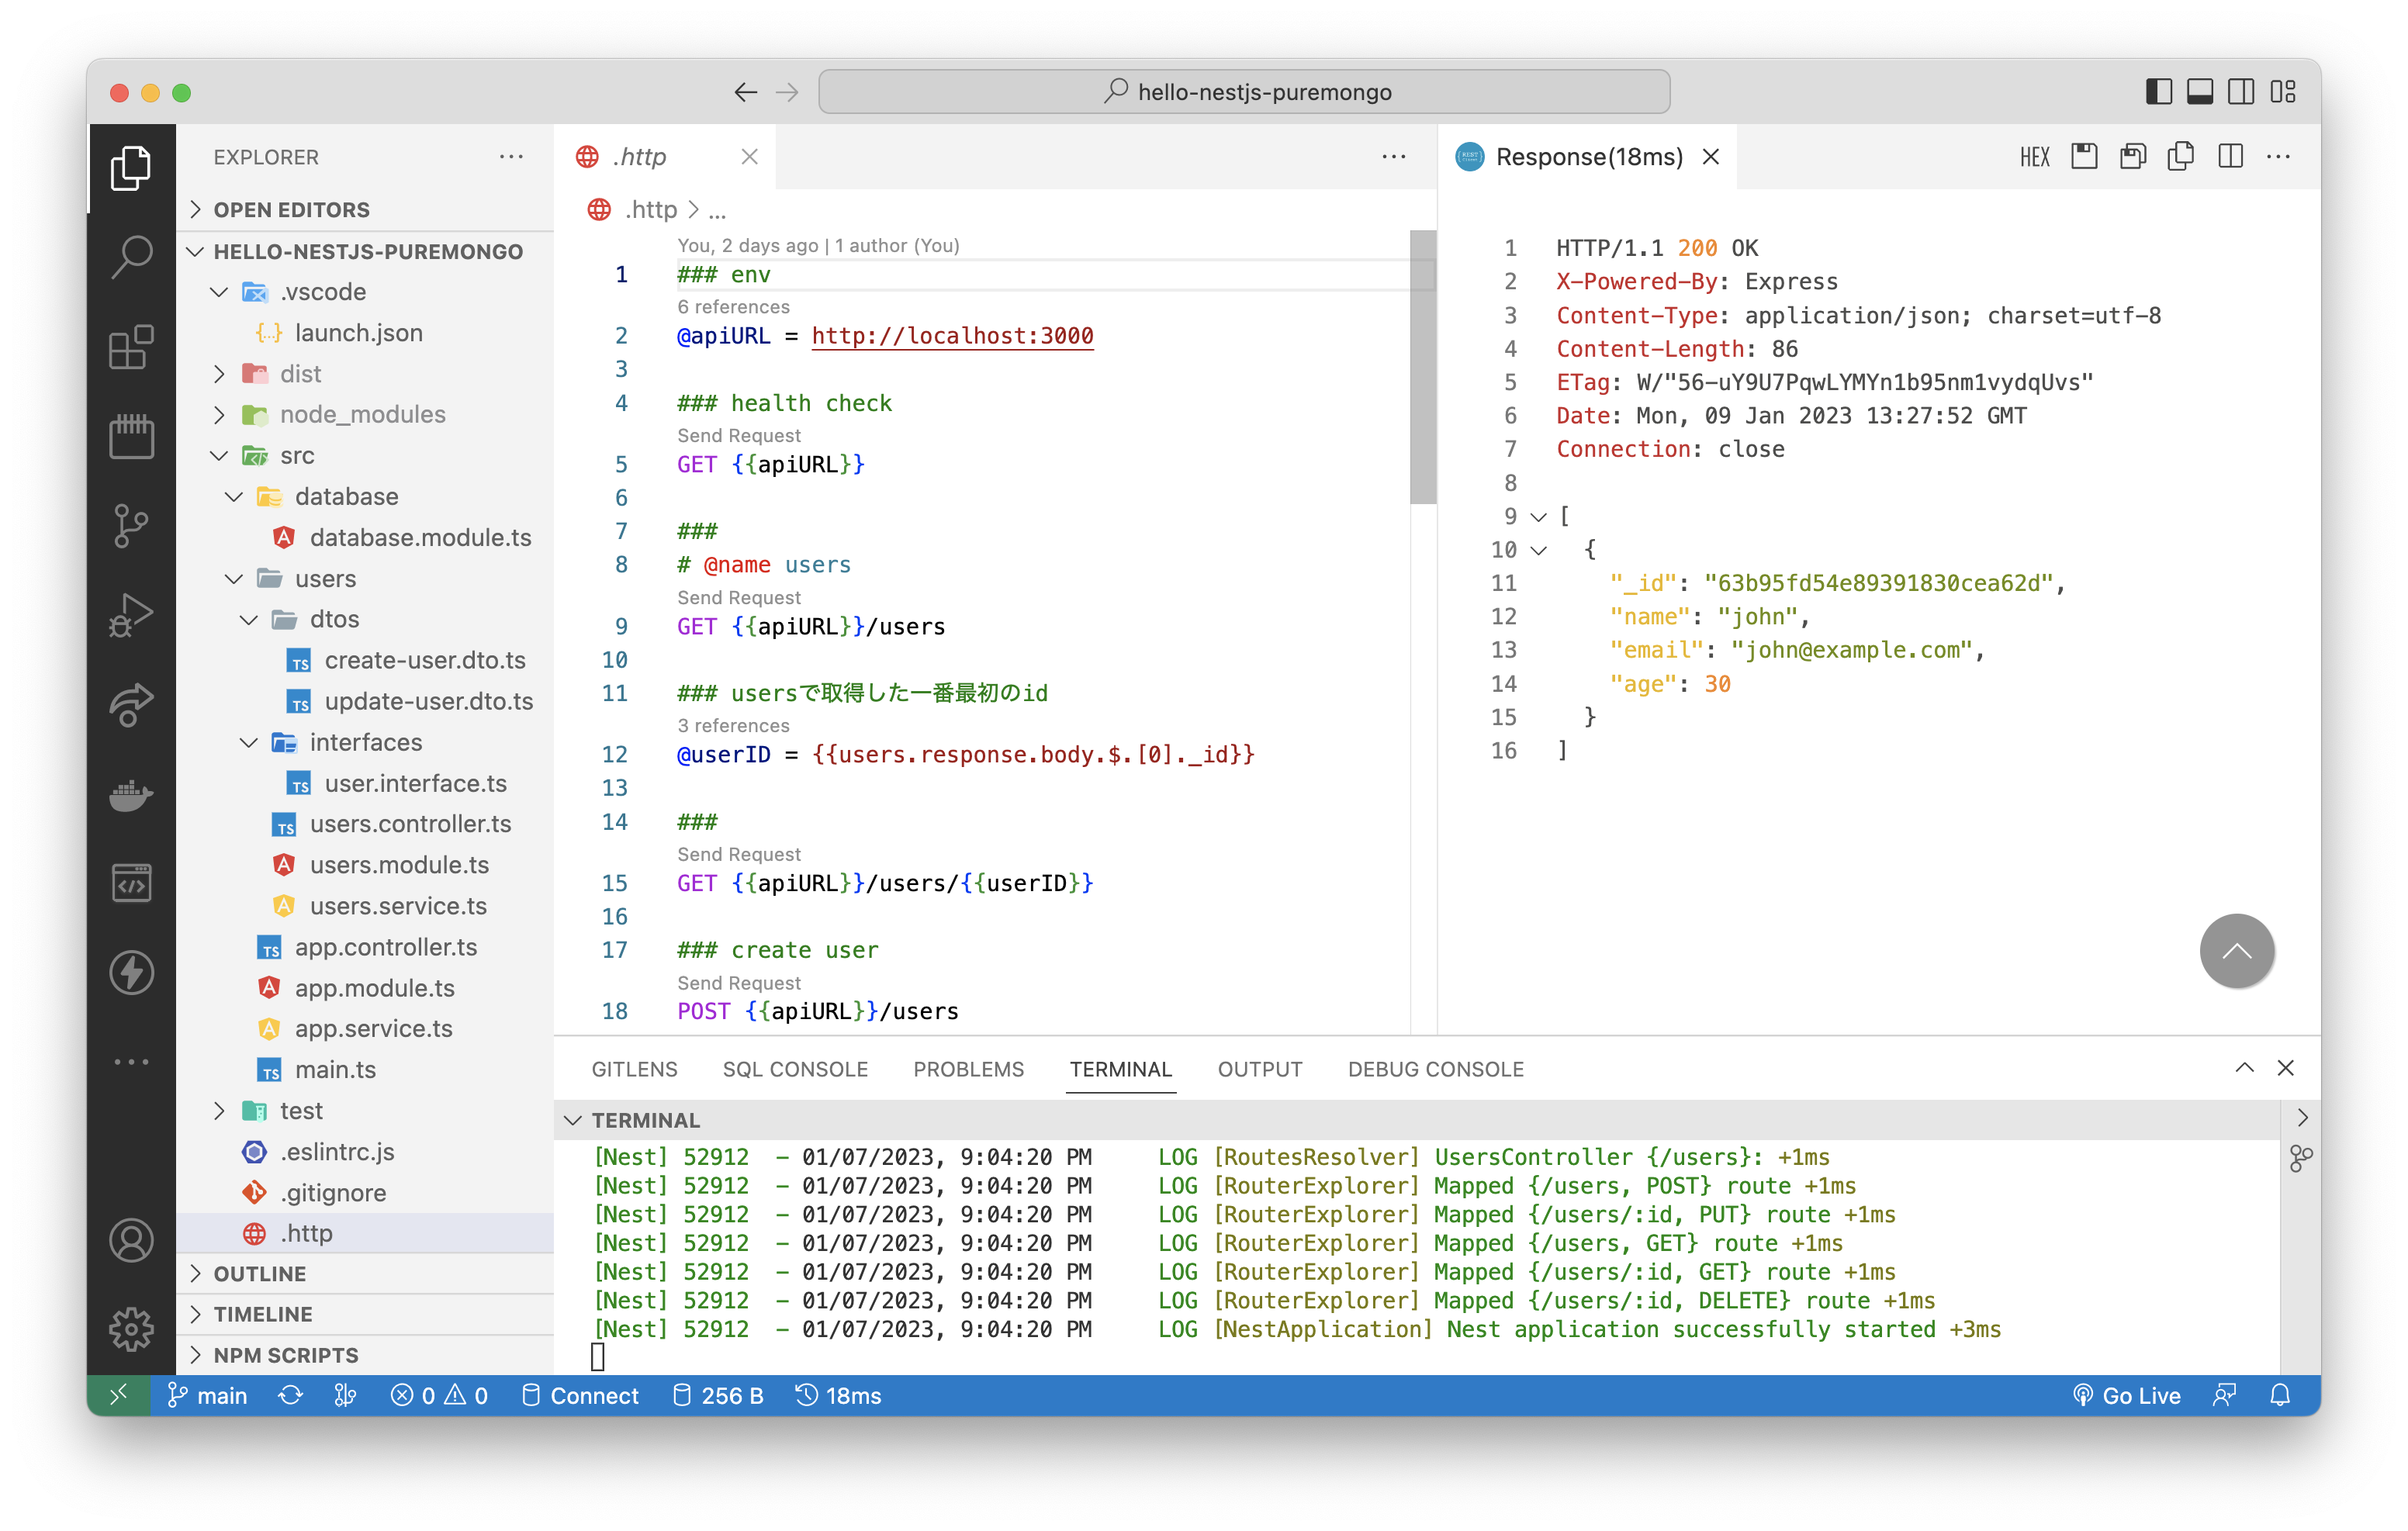 hello-nestjs-puremongo
EXPLORER
OPEN EDITORS
HELLO-NESTJS-PUREMONGO
.vscode
launch.json
dist
node_modules
src
database
database.module.ts
users
dtos
create-user.dto.ts
update-user.dto.ts
interfaces
user.interface.ts
users.controller.ts
users.module.ts
users.service.ts
app.controller.ts
app.module.ts
app.service.ts
main.ts
test
.eslintrc.js
.gitignore
.http
OUTLINE
TIMELINE
NPM SCRIPTS
.http
.http > ...
You, 2 days ago | 1 author (You)
1 ### env
6 references
2 @apiURL = http://localhost:3000
3
4 ### health check
Send Request
5 GET {{apiURL}}
6
7 ###
8 # @name users
Send Request
9 GET {{apiURL}}/users
10
11 ### usersで取得した一番最初のid
3 references
12 @userID = {{users.response.body.$.[0]._id}}
13
14 ###
Send Request
15 GET {{apiURL}}/users/{{userID}}
16
17 ### create user
Send Request
18 POST {{apiURL}}/users
Response(18ms)
HEX
1 HTTP/1.1 200 OK
2 X-Powered-By: Express
3 Content-Type: application/json; charset=utf-8
4 Content-Length: 86
5 ETag: W/"56-uY9U7PqwLYMYn1b95nm1vydqUvs"
6 Date: Mon, 09 Jan 2023 13:27:52 GMT
7 Connection: close
8
9 [
10 {
11 "_id": "63b95fd54e89391830cea62d",
12 "name": "john",
13 "email": "john@example.com",
14 "age": 30
15 }
16 ]
GITLENS SQL CONSOLE PROBLEMS TERMINAL OUTPUT DEBUG CONSOLE
TERMINAL
[Nest] 52912 - 01/07/2023, 9:04:20 PM LOG [RoutesResolver] UsersController {/users}: +1ms
[Nest] 52912 - 01/07/2023, 9:04:20 PM LOG [RouterExplorer] Mapped {/users, POST} route +1ms
[Nest] 52912 - 01/07/2023, 9:04:20 PM LOG [RouterExplorer] Mapped {/users/:id, PUT} route +1ms
[Nest] 52912 - 01/07/2023, 9:04:20 PM LOG [RouterExplorer] Mapped {/users, GET} route +1ms
[Nest] 52912 - 01/07/2023, 9:04:20 PM LOG [RouterExplorer] Mapped {/users/:id, GET} route +1ms
[Nest] 52912 - 01/07/2023, 9:04:20 PM LOG [RouterExplorer] Mapped {/users/:id, DELETE} route +1ms
[Nest] 52912 - 01/07/2023, 9:04:20 PM LOG [NestApplication] Nest application successfully started +3ms
main 0 0 Connect 256 B 18ms Go Live